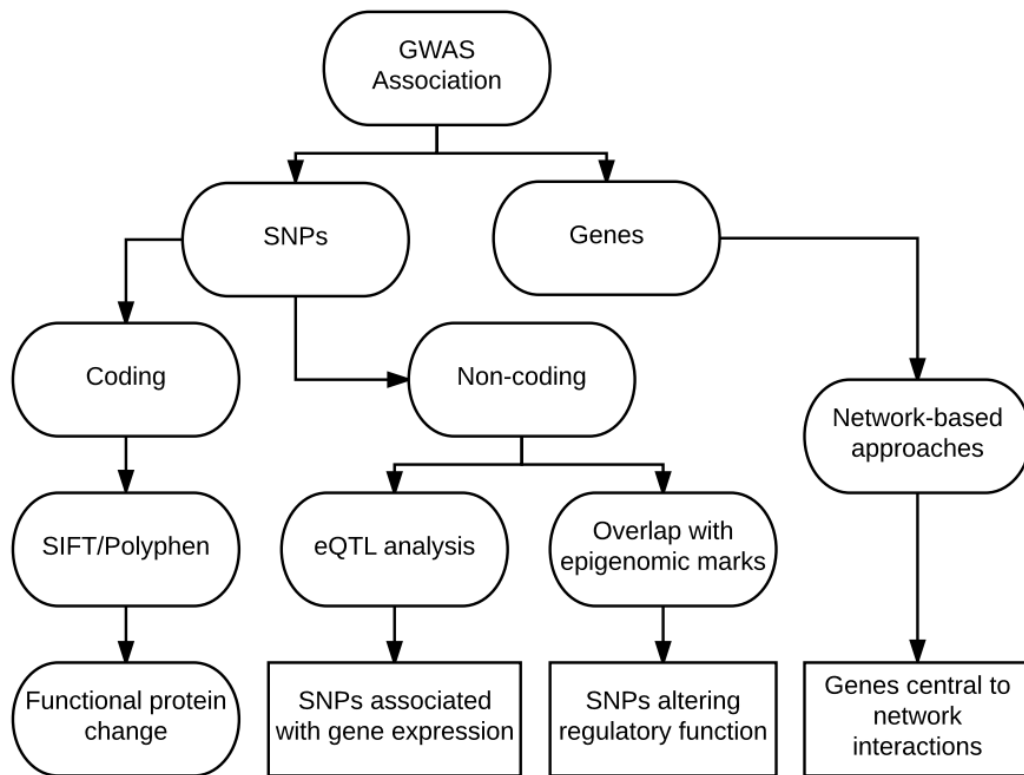 GWAS
Association
SNPs
Genes
Coding
Non-coding
Network-based
approaches
SIFT/Polyphen
eQTL analysis
Overlap with
epigenomic marks
Functional protein
change
SNPs associated
with gene expression
SNPs altering
regulatory function
Genes central to
network
interactions